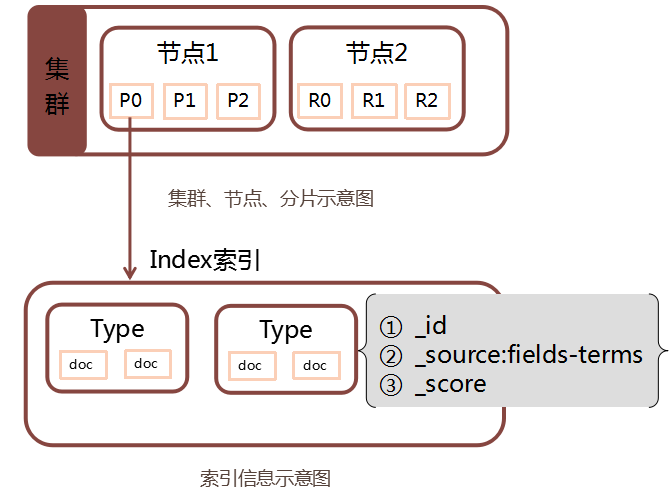 集群
节点1
P0 P1 P2
节点2
R0 R1 R2
集群、节点、分片示意图
Index索引
Type
doc doc
Type
doc doc
① _id
② _source:fields-terms
③ _score
索引信息示意图